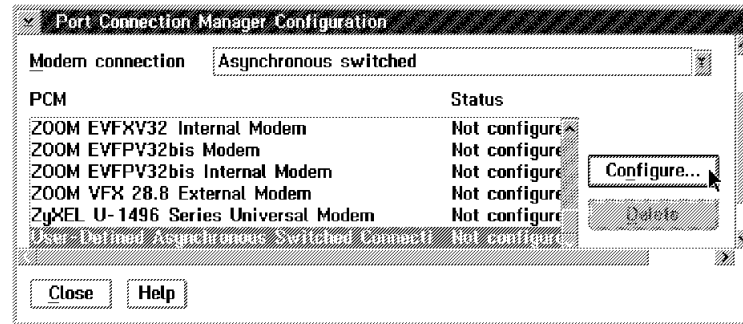 Port Connection Manager Configuration
Modem connection Asynchronous switched
PCM Status
ZOOM EVFXV32 Internal Modem Not configure
ZOOM EVFPV32bis Modem Not configure
ZOOM EVFPV32bis Internal Modem Not configure
ZOOM VFX 28.8 External Modem Not configure
ZyXEL U-1496 Series Universal Modem Not configure
User Defined Asynchronous Switched Connecti Not configure
Configure...
Delete
Close Help